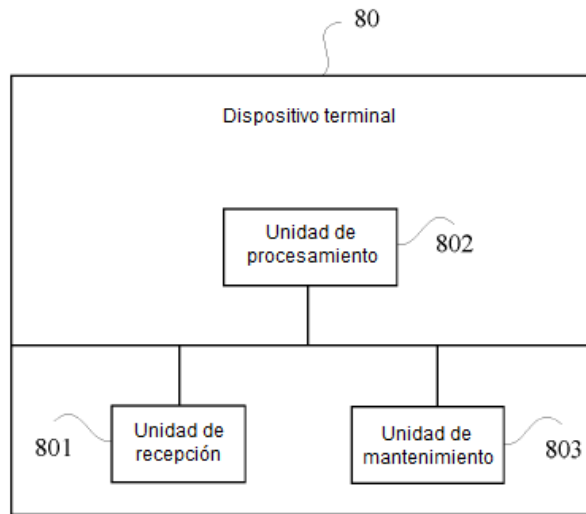 80
Dispositivo terminal
Unidad de
procesamiento
802
801
Unidad de
recepción
Unidad de
mantenimiento
803